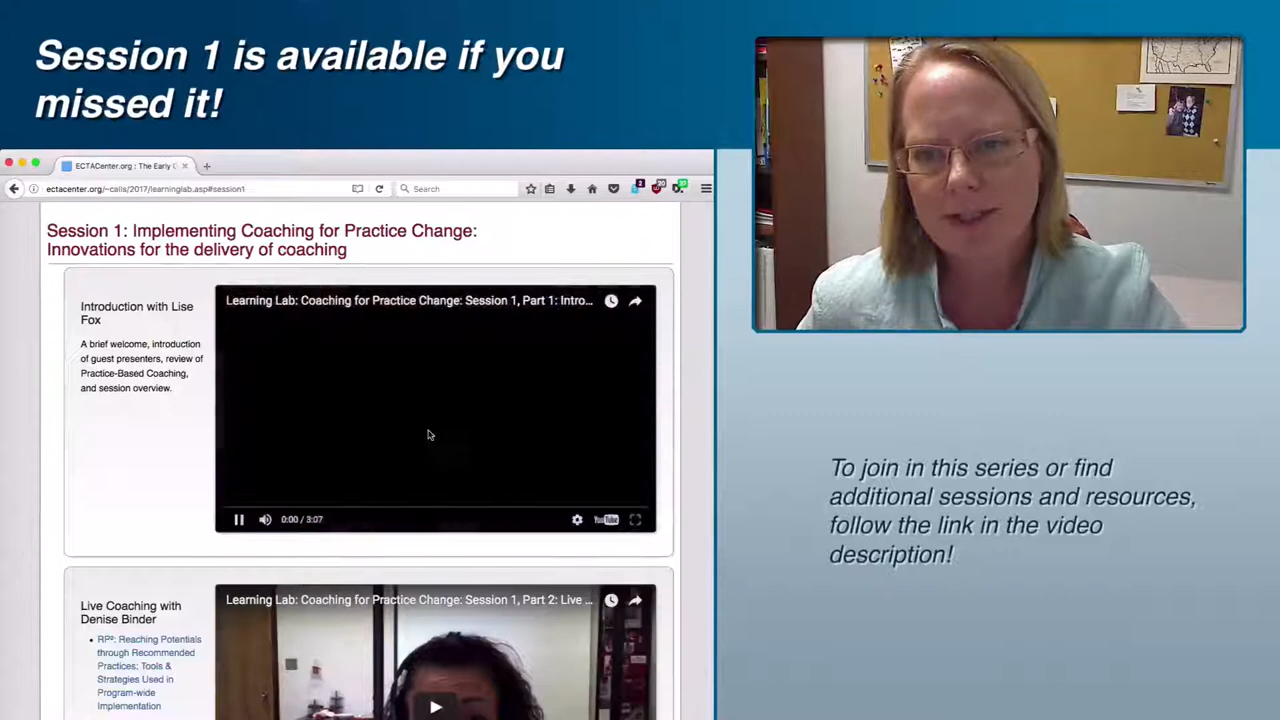 Session 1 is available if you
missed it!
ECTACenter.org : The Early
ectacenter.org/~calls/2017/learninglab.asp#session1
Search
2
20
Session 1: Implementing Coaching for Practice Change:
Innovations for the delivery of coaching
Introduction with Lise
Fox
A brief welcome, introduction
of guest presenters, review of
Practice-Based Coaching,
and session overview.
Learning Lab: Coaching for Practice Change: Session 1, Part 1: Intro...
0:00 / 3:07
YouTube
Live Coaching with
Denise Binder
RP²: Reaching Potentials
through Recommended
Practices: Tools &
Strategies Used in
Program-wide
Implementation
Learning Lab: Coaching for Practice Change: Session 1, Part 2: Live ...
To join in this series or find
additional sessions and resources,
follow the link in the video
description!